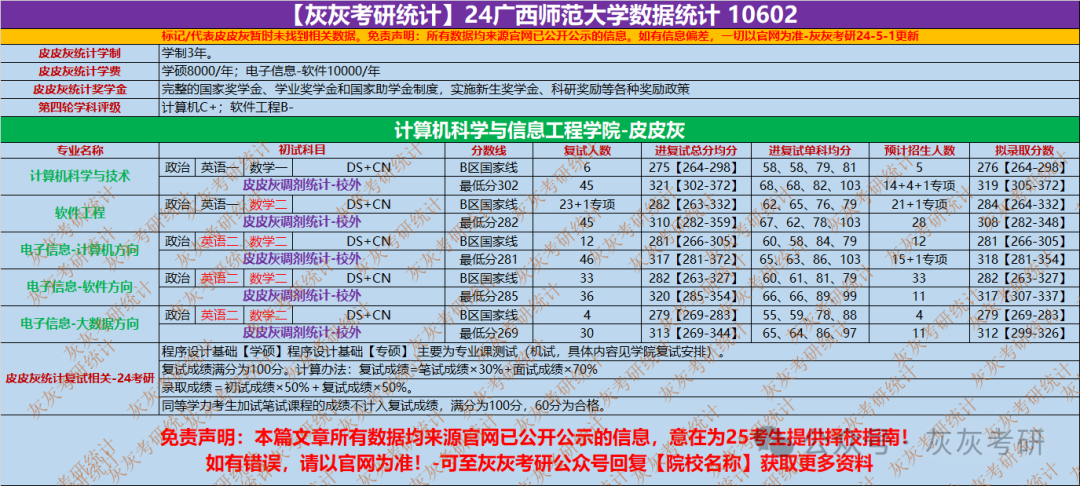 【灰灰考研统计】24广西师范大学数据统计 10602
标记/代表皮皮灰暂时未找到相关数据。免责声明：所有数据均来源官网已公开公示的信息。如有信息偏差，一切以官网为准-灰灰考研24-5-1更新
皮皮灰统计学制 学制3年。
皮皮灰统计学费 学硕8000/年；电子信息-软件10000/年
皮皮灰统计奖学金 完整的国家奖学金、学业奖学金和国家助学金制度，实施新生奖学金、科研奖励等各种奖励政策
第四轮学科评级 计算机C+；软件工程B-
计算机科学与信息工程学院-皮皮灰
专业名称 初试科目 分数线 复试人数 进复试总分均分 进复试单科均分 预计招生人数 拟录取分数
计算机科学与技术 政治 英语一 数学一 DS+CN B区国家线 6 275【264-298】 58、58、79、81 5 276【264-298】
皮皮灰调剂统计-校外 最低分302 45 321【302-372】 68、68、82、103 14+4+1专项 319【305-372】
软件工程 政治 英语一 数学二 DS+CN B区国家线 23+1专项 282【263-332】 62、65、76、79 21+1专项 284【264-332】
皮皮灰调剂统计-校外 最低分282 45 310【282-359】 67、62、78、103 28 308【282-348】
电子信息-计算机方向 政治 英语二 数学二 DS+CN B区国家线 12 281【266-305】 60、58、84、79 12 281【266-305】
皮皮灰调剂统计-校外 最低分281 46 317【281-372】 65、63、86、103 15+1专项 318【281-354】
电子信息-软件方向 政治 英语二 数学二 DS+CN B区国家线 33 282【263-327】 60、61、81、79 33 282【263-327】
皮皮灰调剂统计-校外 最低分285 36 320【285-354】 66、66、89、99 11 317【307-337】
电子信息-大数据方向 政治 英语二 数学二 DS+CN B区国家线 4 279【269-283】 55、59、78、88 4 279【269-283】
皮皮灰调剂统计-校外 最低分269 30 313【269-344】 65、64、86、97 11 312【299-326】
皮皮灰统计复试相关-24考研
程序设计基础【学硕】程序设计基础【专硕】 主要为专业课测试（机试，具体内容见学院复试安排）。
复试成绩满分为100分。计算办法：复试成绩=笔试成绩×30%+面试成绩×70%
录取成绩＝初试成绩×50%＋复试成绩×50%。
同等学力考生加试笔试课程的成绩不计入复试成绩，满分为100分，60分为合格。
免责声明：本篇文章所有数据均来源官网已公开公示的信息，意在为25考生提供择校指南！
如有错误，请以官网为准！-可至灰灰考研公众号回复【院校名称】获取更多资料
公众号 灰灰考研
灰灰考研统计